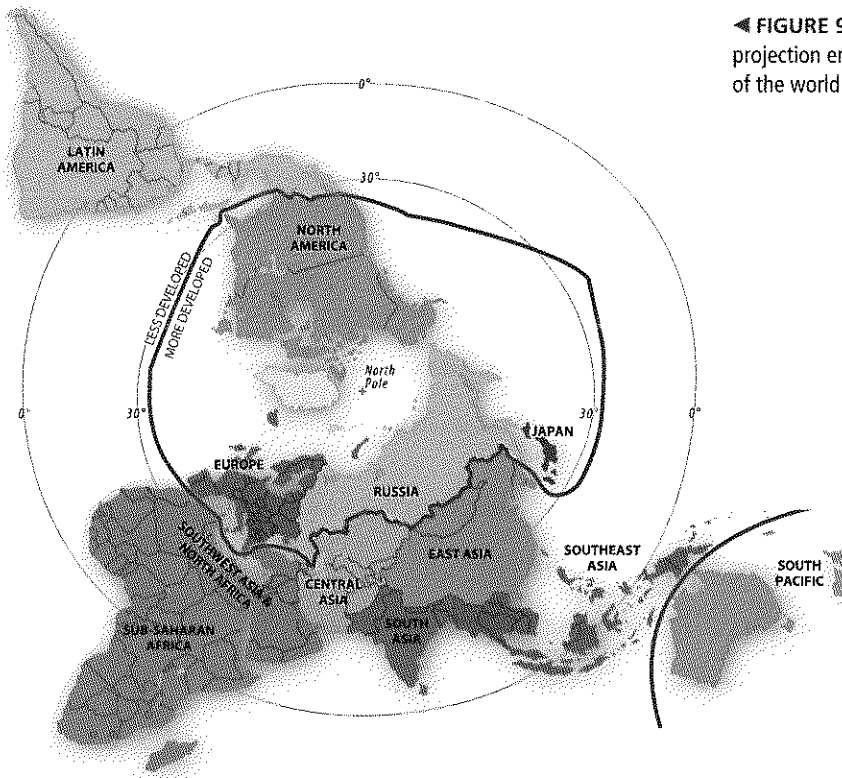 ◀ FIGURE 9
projection em
of the world
0°
30°
LATIN
AMERICA
NORTH
AMERICA
LESS DEVELOPED
MORE DEVELOPED
North
Pole
0°
30°
30°
0°
JAPAN
EUROPE
RUSSIA
SOUTHWEST ASIA &
NORTH AFRICA
CENTRAL
ASIA
EAST ASIA
SOUTHEAST
ASIA
SOUTH
PACIFIC
SUB-SAHARAN
AFRICA
SOUTH
ASIA